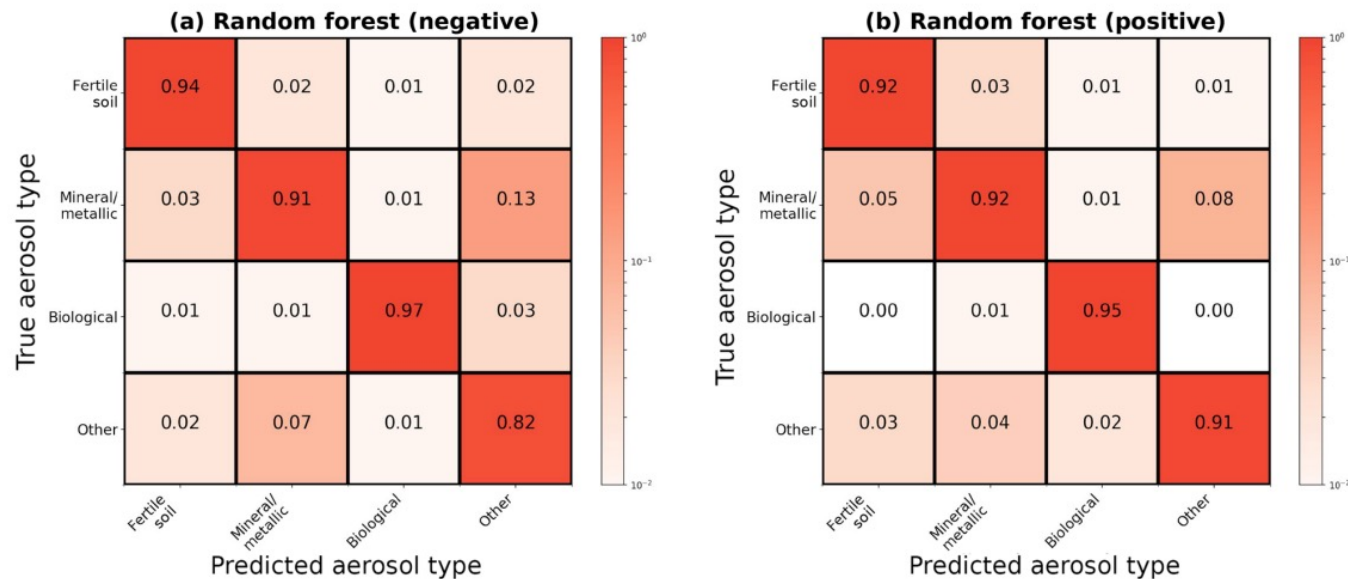 (a) Random forest (negative)
True aerosol type
Fertile
soil
0.94 0.02 0.01 0.02
Mineral/
metallic
0.03 0.91 0.01 0.13
Biological
0.01 0.01 0.97 0.03
Other
0.02 0.07 0.01 0.82
Fertile
soil
Mineral/
metallic
Biological
Other
Predicted aerosol type
10⁰
10⁻¹
10⁻²
(b) Random forest (positive)
True aerosol type
Fertile
soil
0.92 0.03 0.01 0.01
Mineral/
metallic
0.05 0.92 0.01 0.08
Biological
0.00 0.01 0.95 0.00
Other
0.03 0.04 0.02 0.91
Fertile
soil
Mineral/
metallic
Biological
Other
Predicted aerosol type
10⁰
10⁻¹
10⁻²